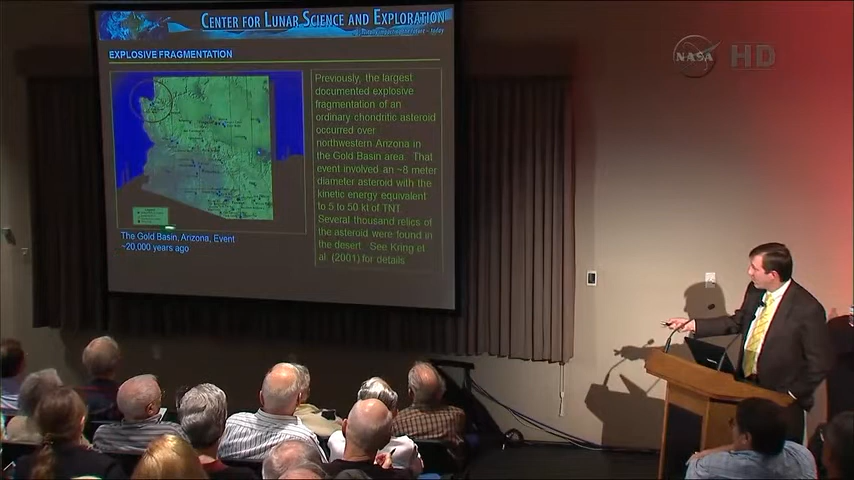 CENTER FOR LUNAR SCIENCE AND EXPLORATION
EXPLOSIVE FRAGMENTATION
Previously, the largest
documented explosive
fragmentation of an
ordinary chondritic asteroid
occurred over
northwestern Arizona in
the Gold Basin area. That
event involved an ~8 meter
diameter asteroid with the
kinetic energy equivalent
to 5 to 50 kt of TNT.
Several thousand relics of
the asteroid were found in
the desert. See Kring et
al. (2001) for details
The Gold Basin, Arizona, Event
~20,000 years ago
NASA HD